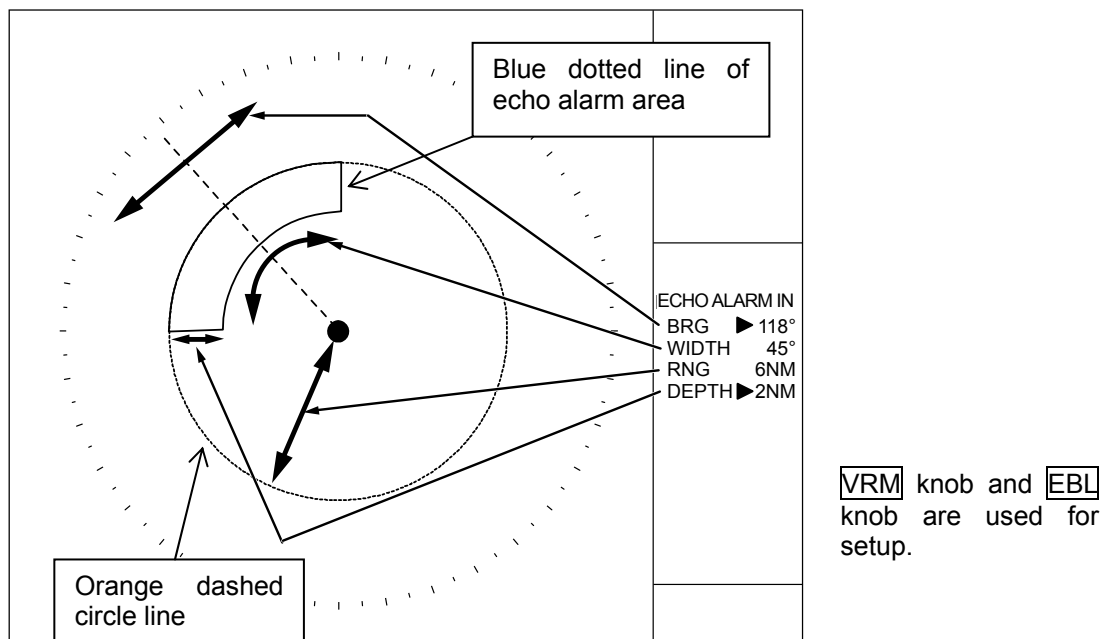 Blue dotted line of
echo alarm area
ECHO ALARM IN
BRG ▶ 118°
WIDTH 45°
RNG 6NM
DEPTH ▶ 2NM
VRM knob and EBL
knob are used for
setup.
Orange dashed
circle line